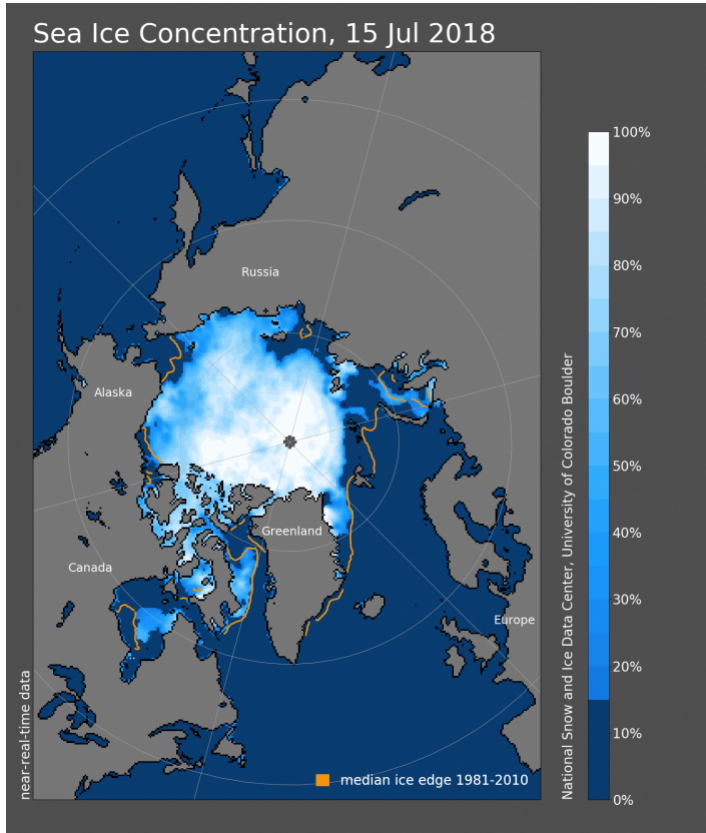 Sea Ice Concentration, 15 Jul 2018
100%
90%
80%
70%
60%
50%
40%
30%
20%
10%
0%
Russia
Alaska
Greenland
Canada
Europe
median ice edge 1981-2010
near-real-time data
National Snow and Ice Data Center, University of Colorado Boulder